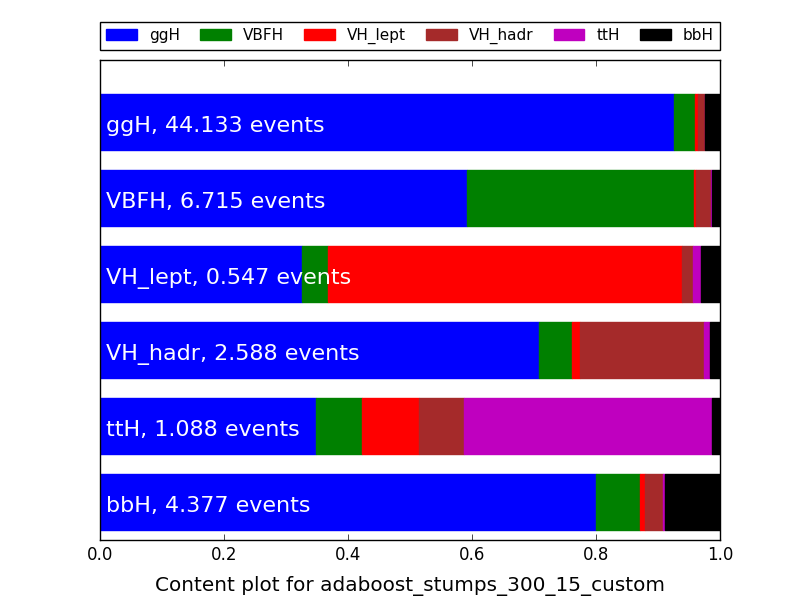 ggH VBFH VH_lept VH_hadr ttH bbH
ggH, 44.133 events
VBFH, 6.715 events
VH_lept, 0.547 events
VH_hadr, 2.588 events
ttH, 1.088 events
bbH, 4.377 events
0.0 0.2 0.4 0.6 0.8 1.0
Content plot for adaboost_stumps_300_15_custom